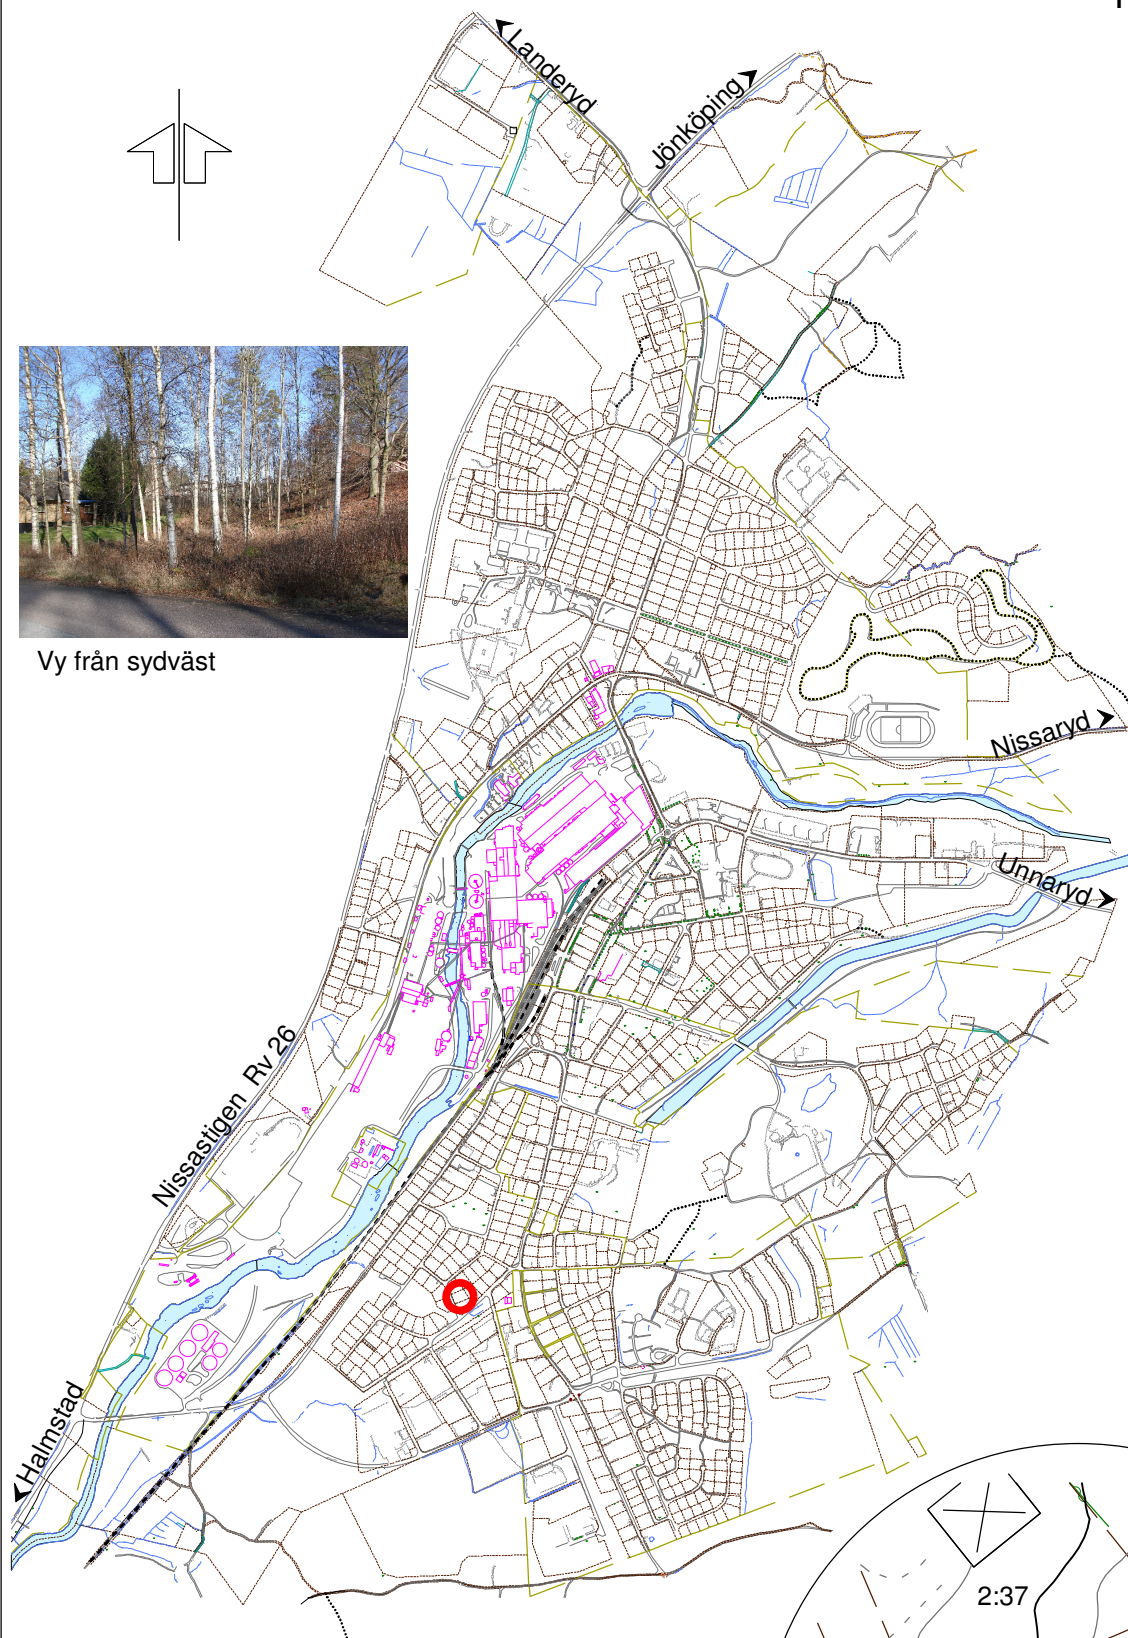 Landeryd
Jönköping
Vy från sydväst
Nissaryd
Unnaryd
Nissastigen Rv 26
Halmstad
2:37